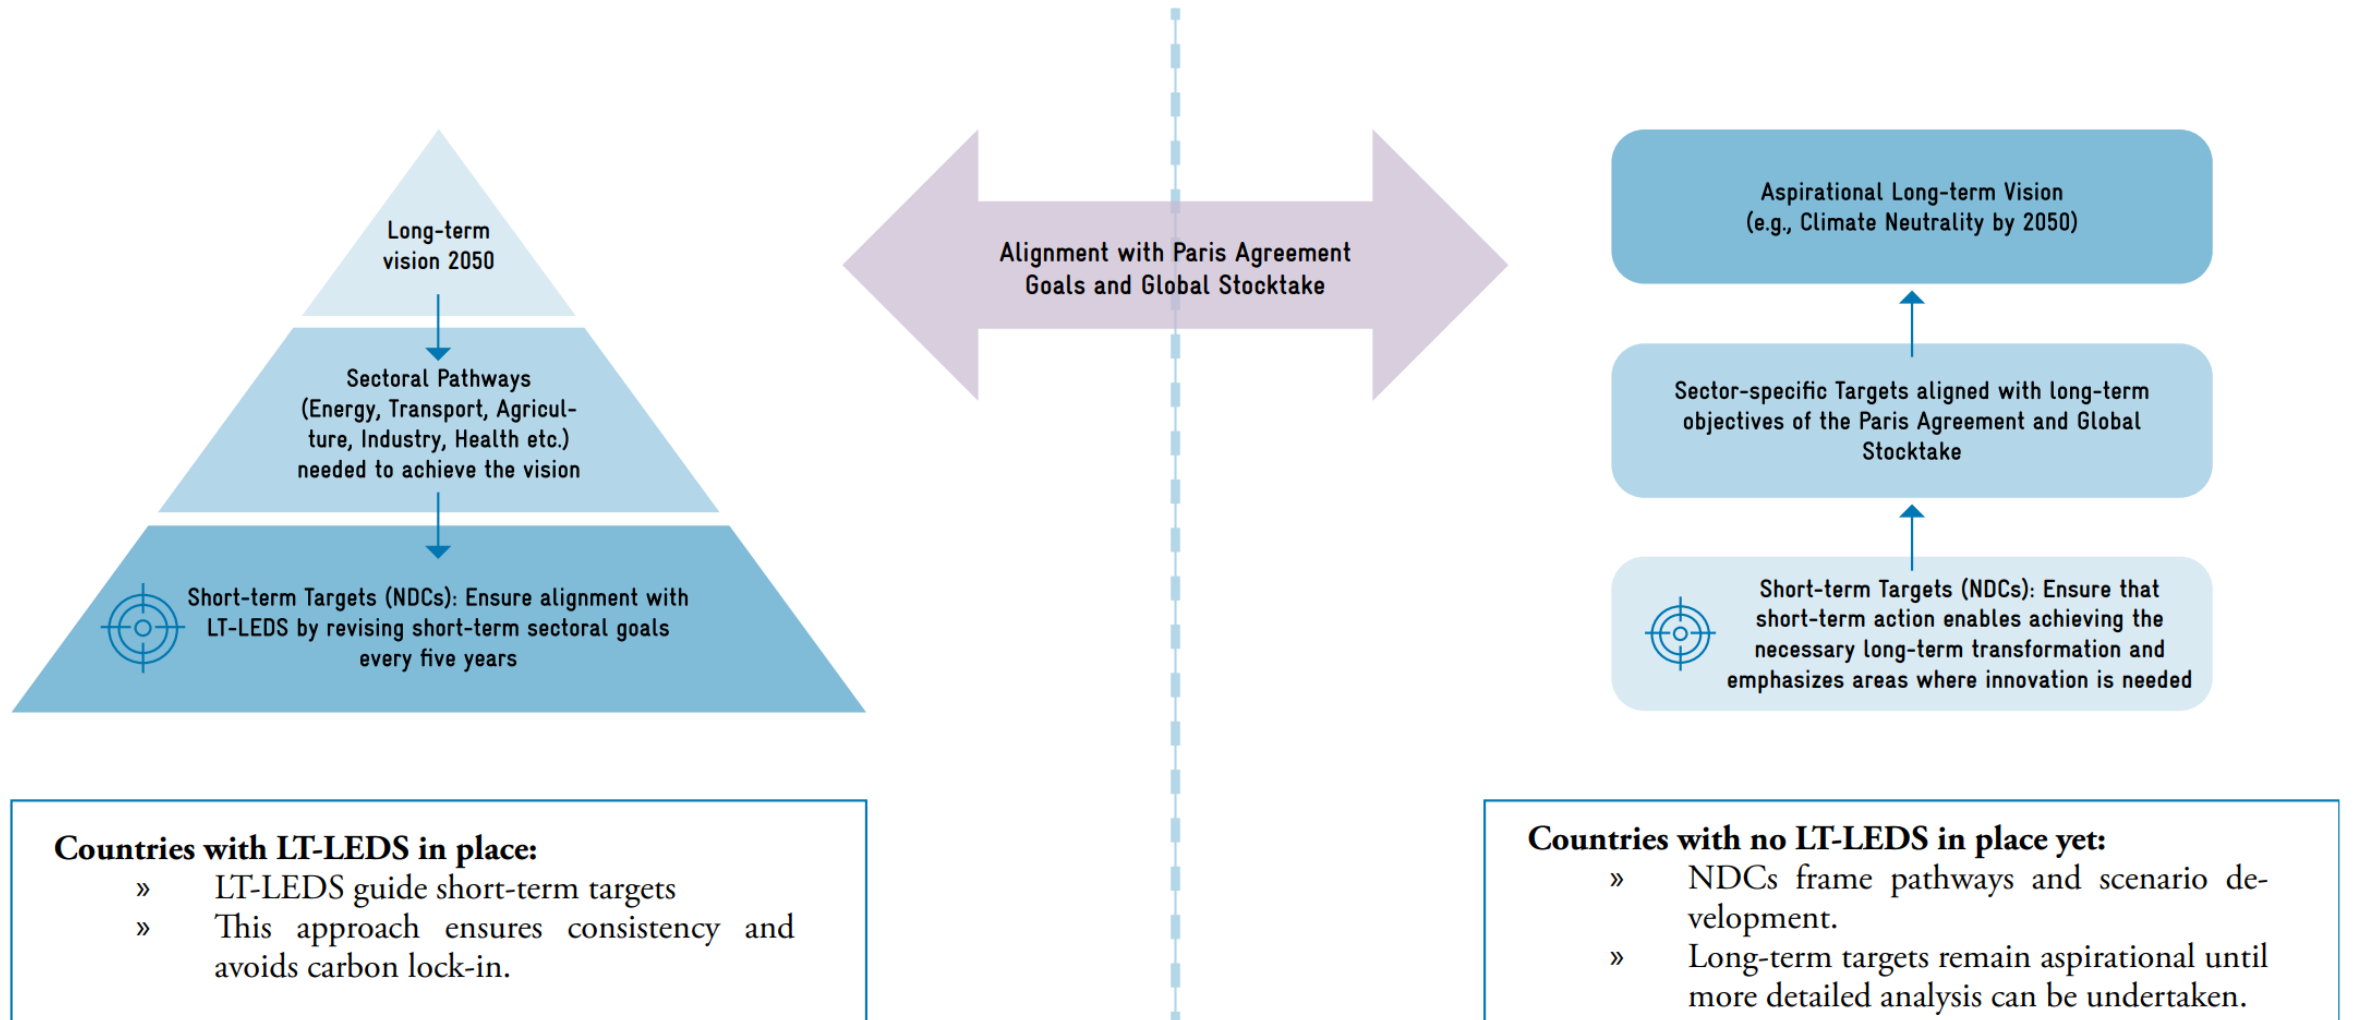 Long-term
vision 2050
Sectoral Pathways
(Energy, Transport, Agricul-
ture, Industry, Health etc.)
needed to achieve the vision
Short-term Targets (NDCs): Ensure alignment with
LT-LEDS by revising short-term sectoral goals
every five years
Alignment with Paris Agreement
Goals and Global Stocktake
Aspirational Long-term Vision
(e.g., Climate Neutrality by 2050)
Sector-specific Targets aligned with long-term
objectives of the Paris Agreement and Global
Stocktake
Short-term Targets (NDCs): Ensure that
short-term action enables achieving the
necessary long-term transformation and
emphasizes areas where innovation is needed
Countries with LT-LEDS in place:
» LT-LEDS guide short-term targets
» This approach ensures consistency and
avoids carbon lock-in.
Countries with no LT-LEDS in place yet:
» NDCs frame pathways and scenario de-
velopment.
» Long-term targets remain aspirational until
more detailed analysis can be undertaken.